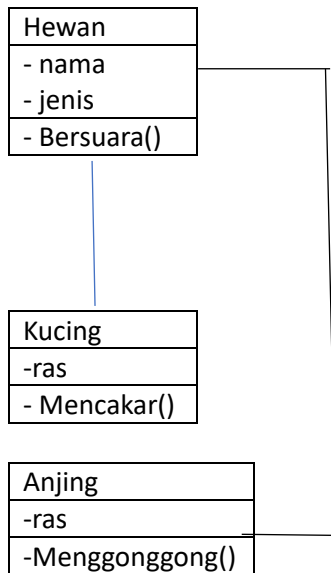 Hewan
- nama
- jenis
- Bersuara()
Kucing
-ras
- Mencakar()
Anjing
-ras
-Menggonggong()